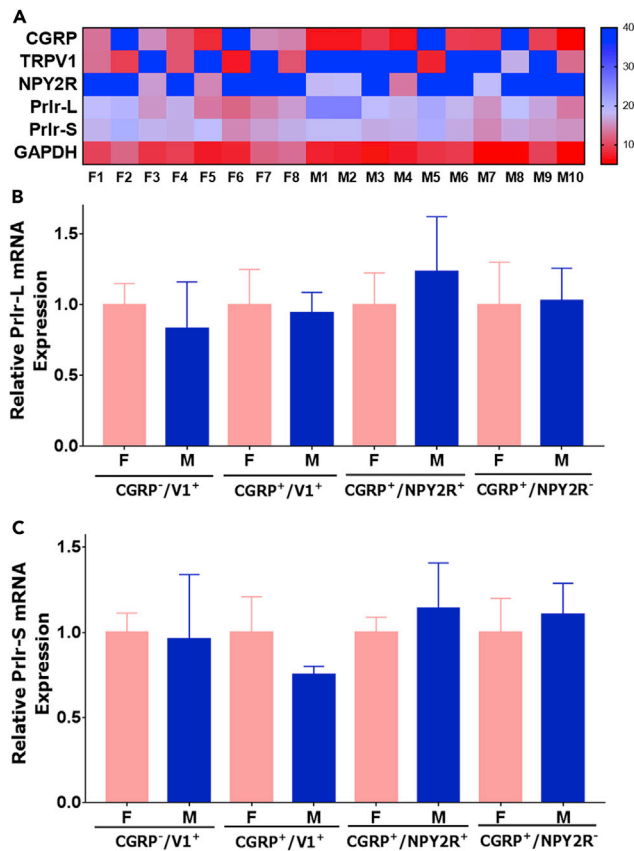 A
CGRP
TRPV1
NPY2R
Prlr-L
Prlr-S
GAPDH
40
30
20
10
F1 F2 F3 F4 F5 F6 F7 F8 M1 M2 M3 M4 M5 M6 M7 M8 M9 M10
B
Relative Prlr-L mRNA
Expression
1.5
1.0
0.5
0.0
F M F M F M F M
CGRP⁻/V1⁺ CGRP⁺/V1⁺ CGRP⁺/NPY2R⁺ CGRP⁺/NPY2R⁻
C
Relative Prlr-S mRNA
Expression
1.5
1.0
0.5
0.0
F M F M F M F M
CGRP⁻/V1⁺ CGRP⁺/V1⁺ CGRP⁺/NPY2R⁺ CGRP⁺/NPY2R⁻